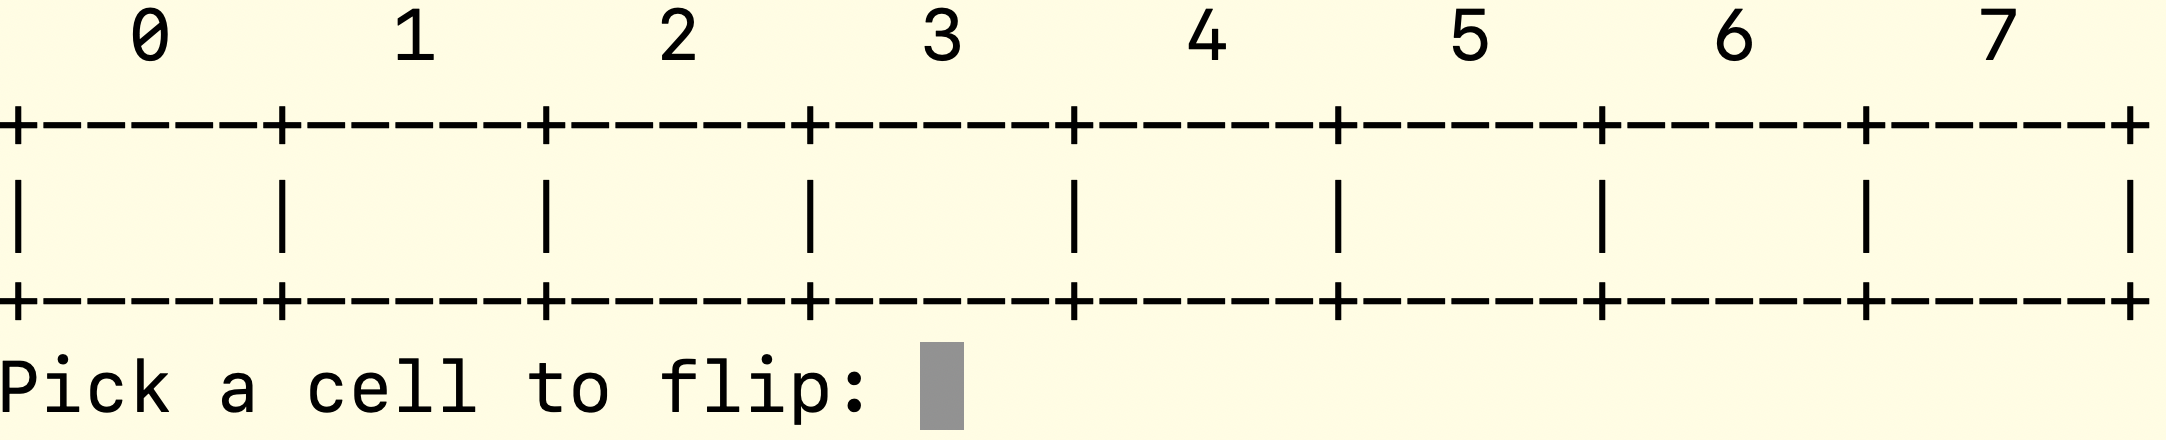 0     1     2     3     4     5     6     7
+-----+-----+-----+-----+-----+-----+-----+-----+
|     |     |     |     |     |     |     |     |
+-----+-----+-----+-----+-----+-----+-----+-----+
Pick a cell to flip: